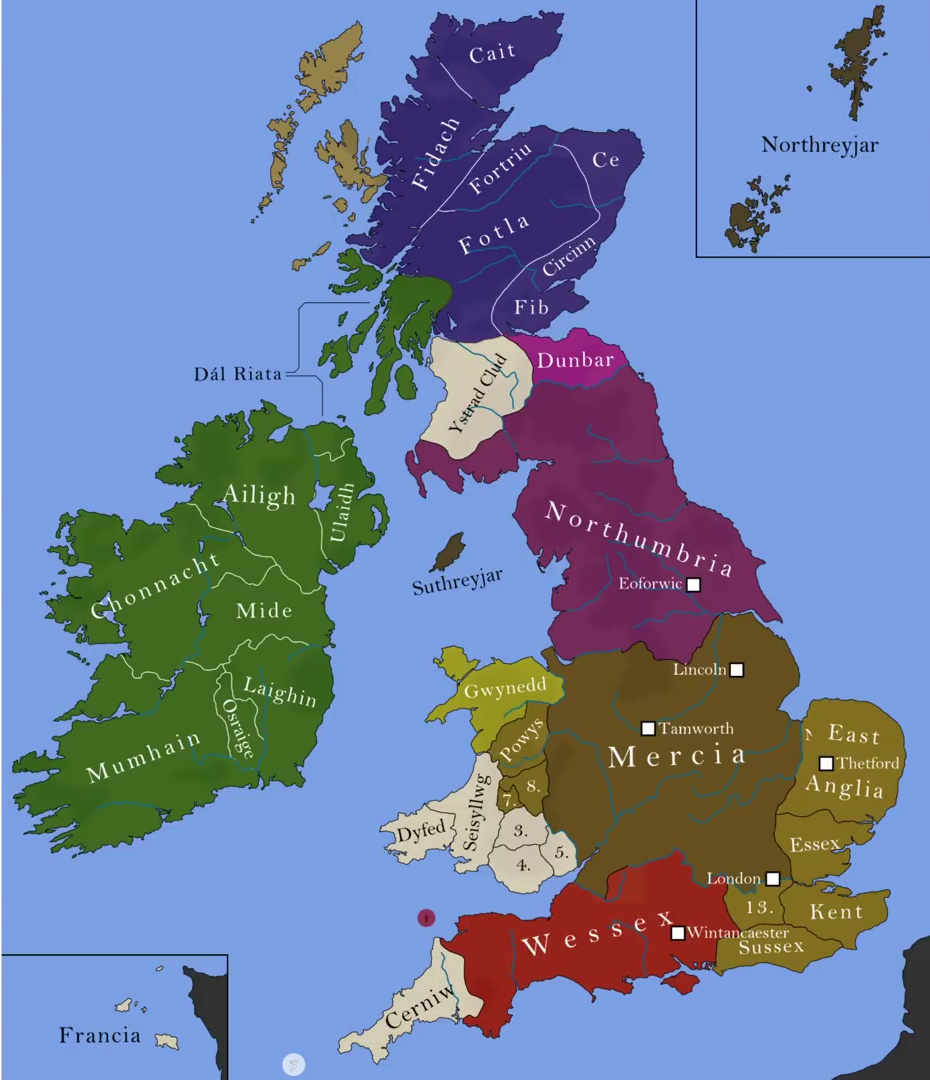 Cait
Fidach
Fortriu
Ce
Northreyjar
Fotla
Circinn
Fib
Dál Riata
Ystrad Clud
Dunbar
Ailigh
Ulaidh
Northumbria
Chonnacht
Suthreyjar
Eoforwic
Mide
Lincoln
Gwynedd
Laighin
Osraige
Powys
Tamworth
East
Mumhain
Mercia
Thetford
Anglia
8.
7.
Seisyllwg
Dyfed
3.
5.
4.
Essex
London
13.
Kent
Wessex
Wintancaester
Sussex
Cerniw
Francia